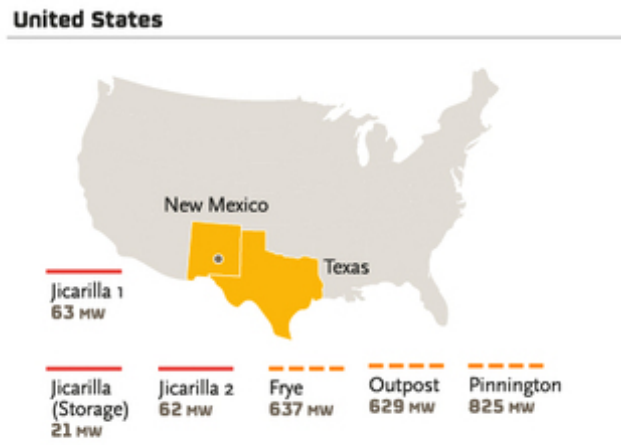 United States
New Mexico
Texas
Jicarilla 1
63 MW
Jicarilla
(Storage)
21 MW
Jicarilla 2
62 MW
Frye
637 MW
Outpost
629 MW
Pinnington
825 MW